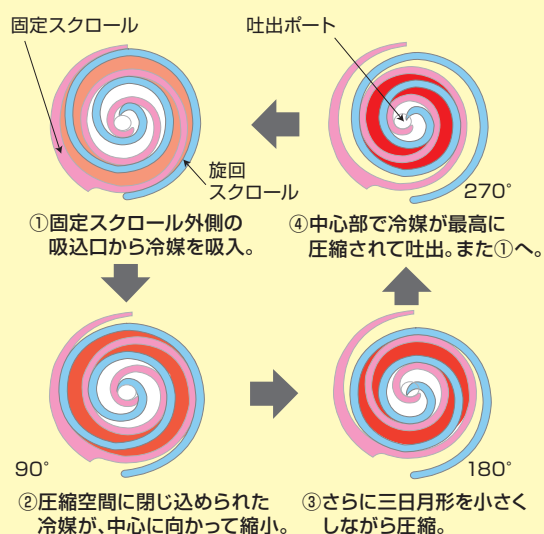 固定スクロール
吐出ポート
旋回
スクロール
①固定スクロール外側の
吸込口から冷媒を吸入。
270°
④中心部で冷媒が最高に
圧縮されて吐出。また①へ。
90°
②圧縮空間に閉じ込められた
冷媒が、中心に向かって縮小。
180°
③さらに三日月形を小さく
しながら圧縮。